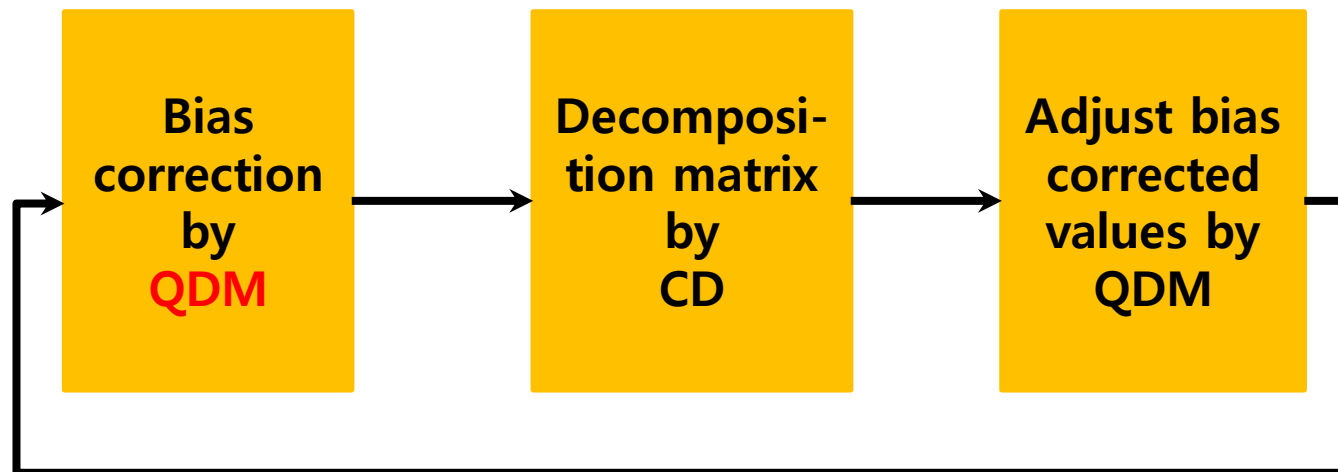 Bias
correction
by
QDM
Decomposi-
tion matrix
by
CD
Adjust bias
corrected
values by
QDM